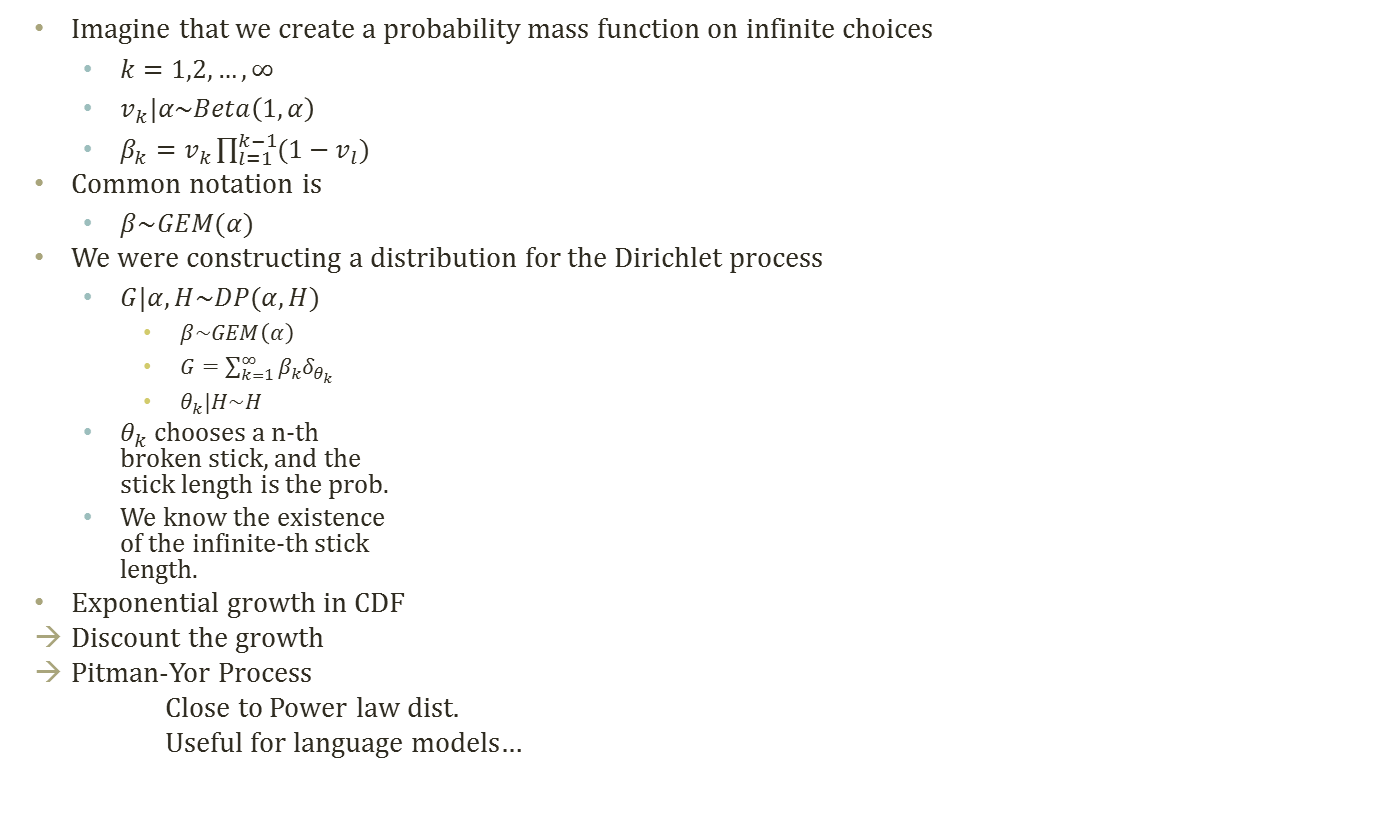 • Imagine that we create a probability mass function on infinite choices
• k = 1,2, … , ∞
• v_k|α~Beta(1, α)
• β_k = v_k ∏_{l=1}^{k−1}(1 − v_l)
• Common notation is
• β~GEM(α)
• We were constructing a distribution for the Dirichlet process
• G|α, H~DP(α, H)
• β~GEM(α)
• G = ∑_{k=1}^{∞} β_k δ_{θ_k}
• θ_k|H~H
• θ_k chooses a n-th
broken stick, and the
stick length is the prob.
• We know the existence
of the infinite-th stick
length.
• Exponential growth in CDF
→ Discount the growth
→ Pitman-Yor Process
Close to Power law dist.
Useful for language models…